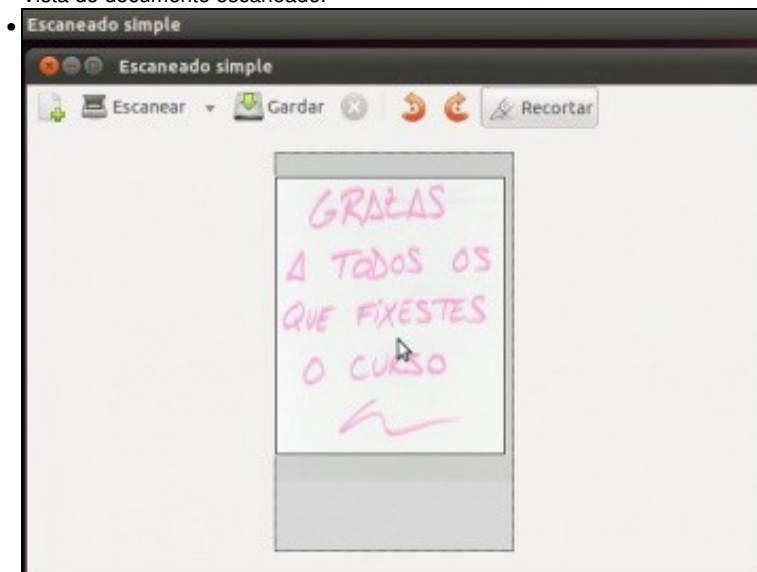 Vista do documento escaneado.
Escaneado simple
Escaneado simple
Escanear Gardar Recortar
GRAZAS
A TODOS OS
QUE FIXESTES
O CURSO